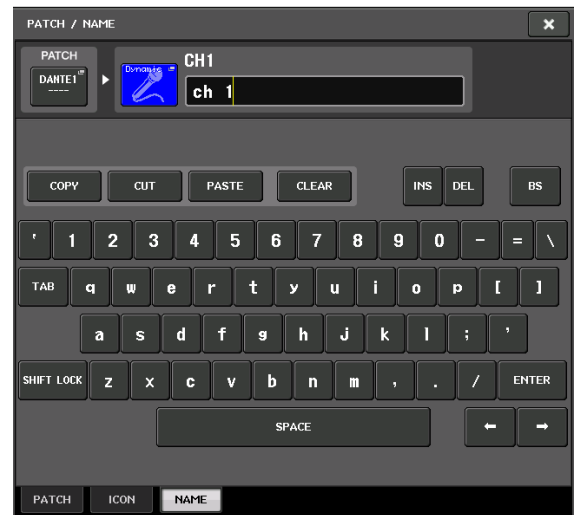 PATCH / NAME
×
PATCH
DANTE1
----
Dynamic
CH1
ch 1
COPY CUT PASTE CLEAR INS DEL BS
' 1 2 3 4 5 6 7 8 9 0 - = \
TAB q w e r t y u i o p [ ]
a s d f g h j k l ; '
SHIFT LOCK z x c v b n m , . / ENTER
SPACE ← →
PATCH ICON NAME